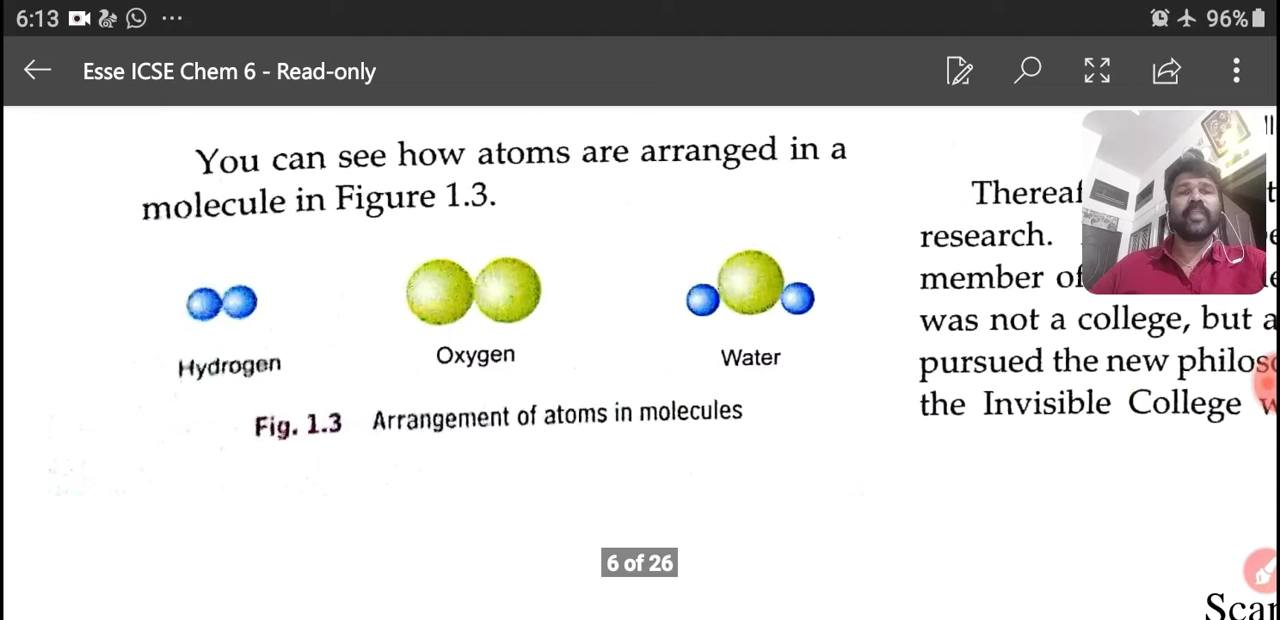 6:13
96%
Esse ICSE Chem 6 - Read-only
You can see how atoms are arranged in a
molecule in Figure 1.3.
Hydrogen
Oxygen
Water
Fig. 1.3 Arrangement of atoms in molecules
research.
member of
was not a college, but a
pursued the new
the Invisible College
6 of 26